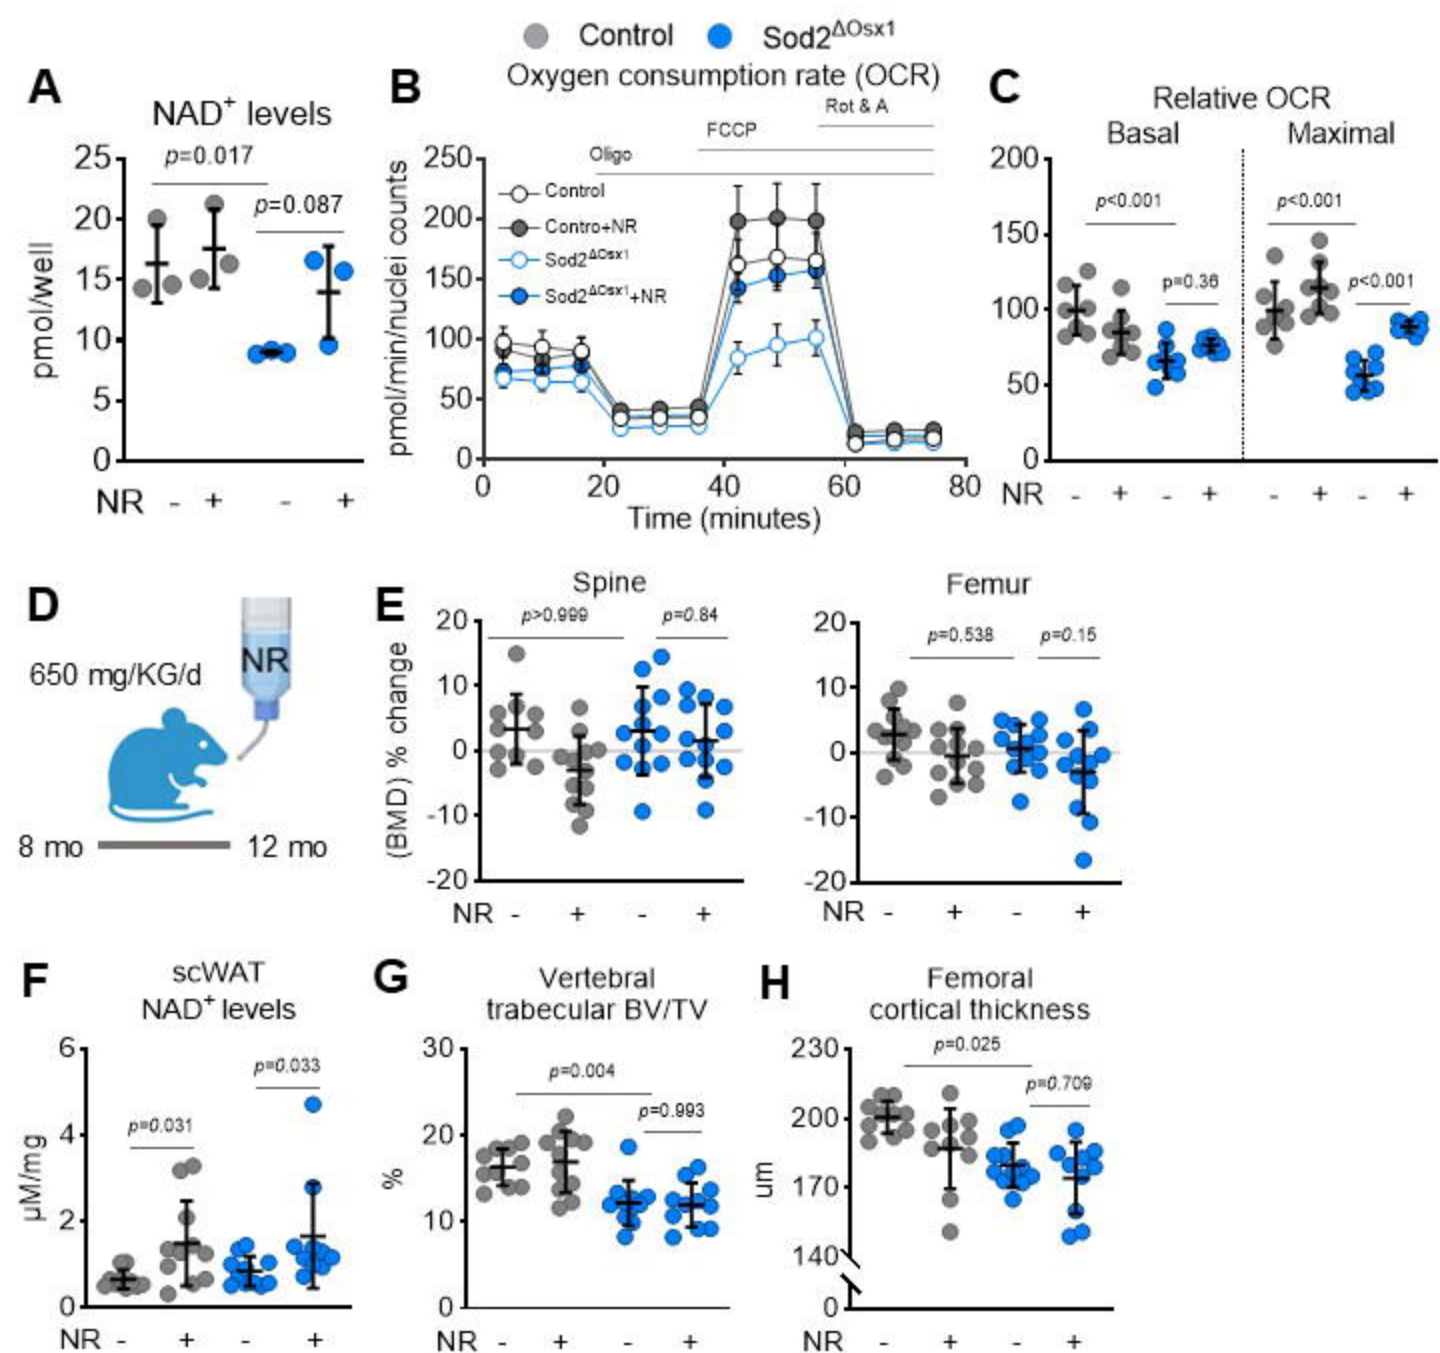 Control Sod2ΔOsx1
A
NAD+ levels
p=0.017
p=0.087
pmol/well
25
20
15
10
5
0
NR - + - +
B
Oxygen consumption rate (OCR)
Rot & A
FCCP
Oligo
Control
Contro+NR
Sod2ΔOsx1
Sod2ΔOsx1+NR
pmol/min/nuclei counts
250
200
150
100
50
0
0 20 40 60 80
Time (minutes)
C
Relative OCR
Basal Maximal
200
150
100
50
0
p<0.001
p=0.36
p<0.001
p<0.001
NR - + - + - + - +
D
650 mg/KG/d
NR
8 mo 12 mo
E
Spine
p>0.999
p=0.84
(BMD) % change
20
10
0
-10
-20
NR - + - +
Femur
p=0.538
p=0.15
20
10
0
-10
-20
NR - + - +
F
scWAT
NAD+ levels
p=0.031
p=0.033
µM/mg
6
4
2
0
NR - + - +
G
Vertebral
trabecular BV/TV
p=0.004
p=0.993
%
30
20
10
0
NR - + - +
H
Femoral
cortical thickness
p=0.025
p=0.709
um
230
200
170
140
0
NR - + - +